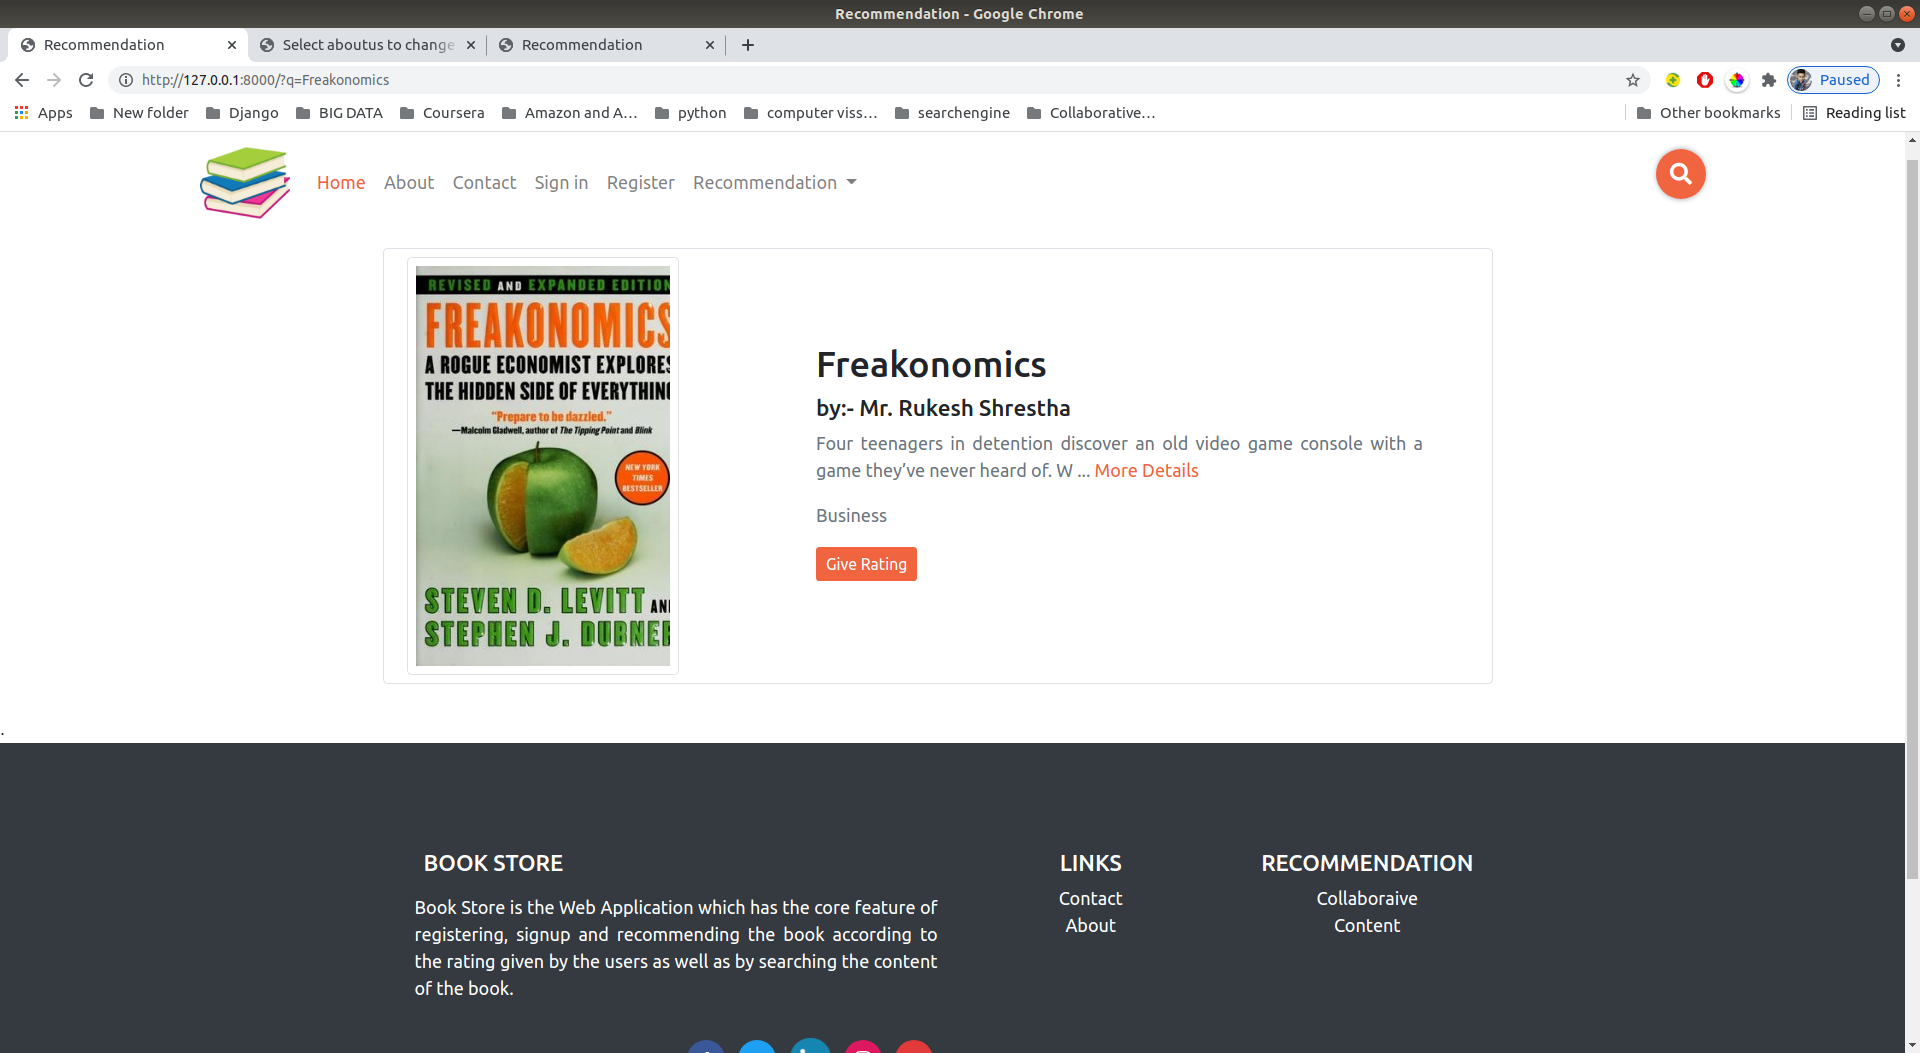 Recommendation - Google Chrome
Recommendation
Select aboutus to change
Recommendation
http://127.0.0.1:8000/?q=Freakonomics
Paused
Apps
New folder
Django
BIG DATA
Coursera
Amazon and A...
python
computer viss...
searchengine
Collaborative...
Other bookmarks
Reading list
Home
About
Contact
Sign in
Register
Recommendation
REVISED AND EXPANDED EDITION
FREAKONOMICS
A ROGUE ECONOMIST EXPLORES
THE HIDDEN SIDE OF EVERYTHING
"Prepare to be dazzled."
—Malcolm Gladwell, author of The Tipping Point and Blink
NEW YORK
TIMES
BESTSELLER
STEVEN D. LEVITT AND
STEPHEN J. DUBNER
Freakonomics
by:- Mr. Rukesh Shrestha
Four teenagers in detention discover an old video game console with a
game they’ve never heard of. W ... More Details
Business
Give Rating
.
BOOK STORE
Book Store is the Web Application which has the core feature of
registering, signup and recommending the book according to
the rating given by the users as well as by searching the content
of the book.
LINKS
Contact
About
RECOMMENDATION
Collaboraive
Content